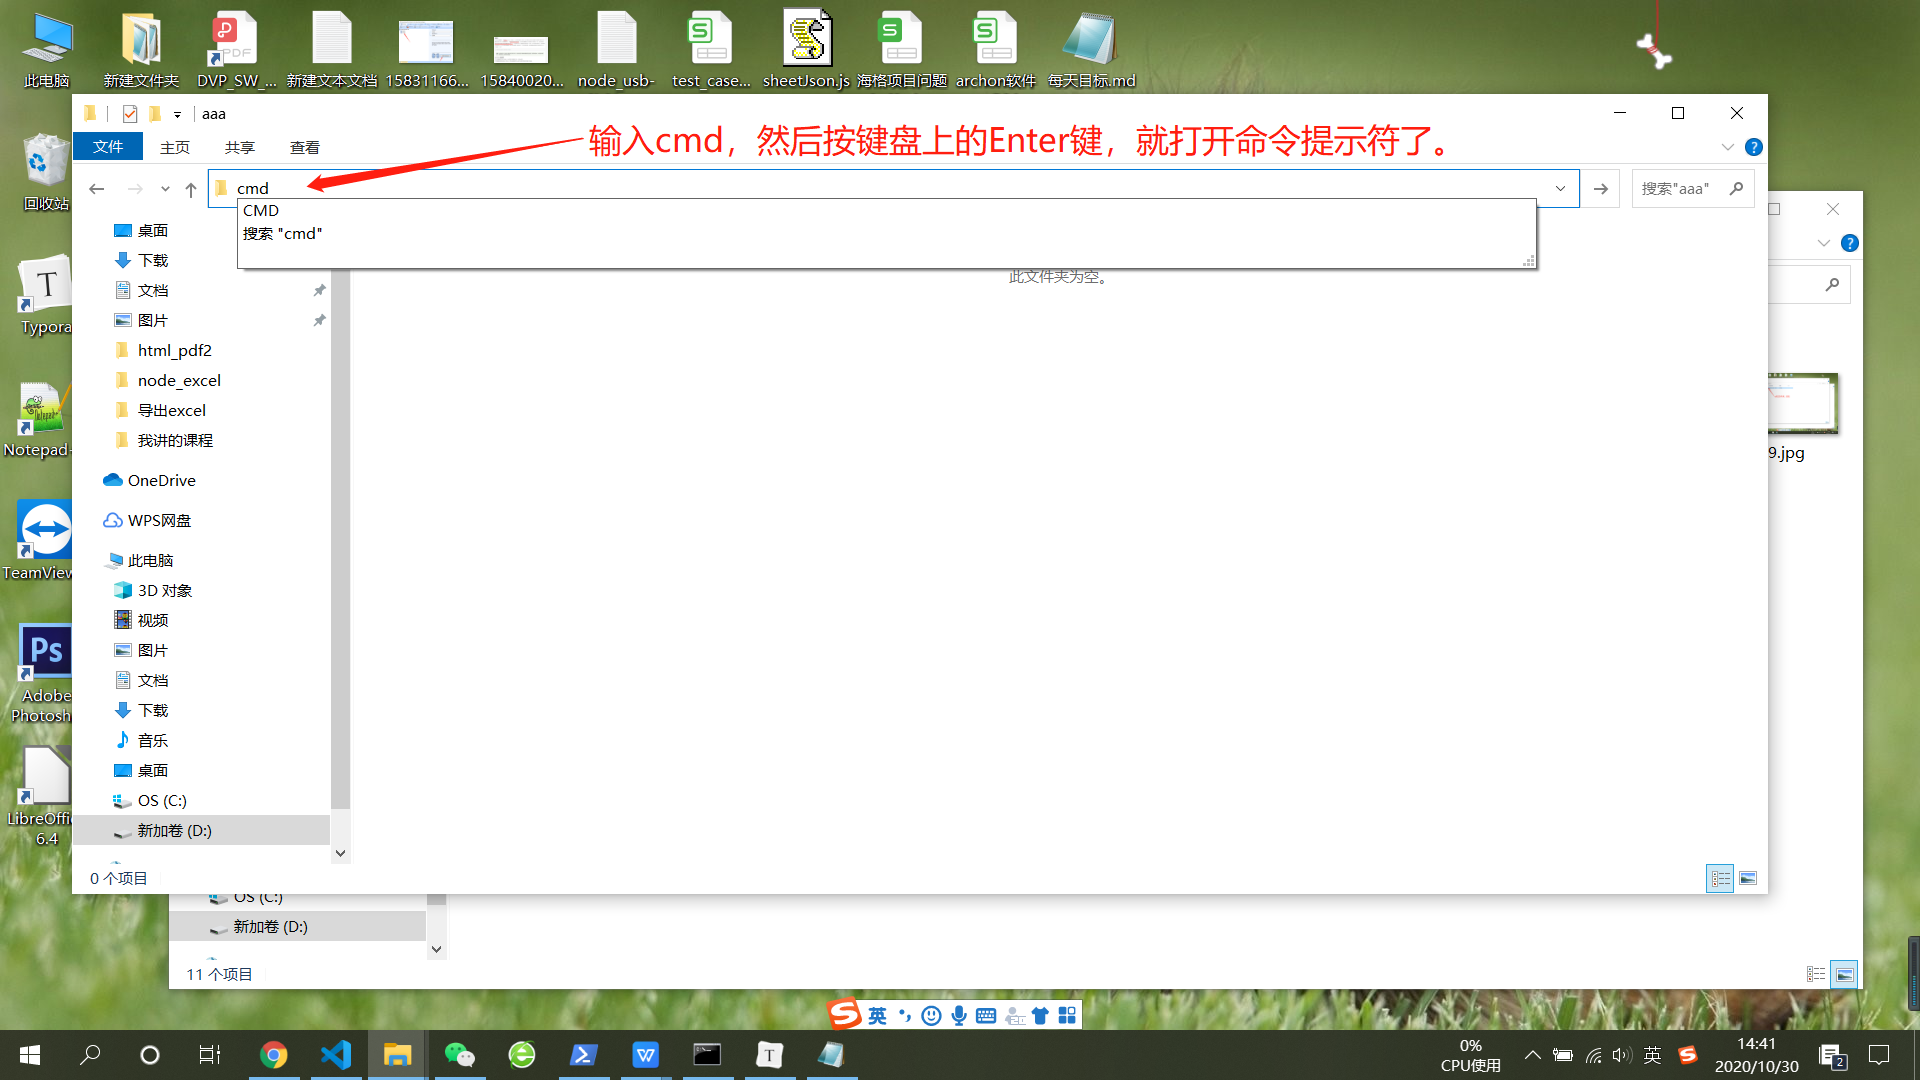 此电脑
新建文件夹
DVP_SW_...
新建文本文档
15831166...
15840020...
node_usb-
test_case...
sheetJson.js
海格项目问题
archon软件
每天目标.md
aaa
输入cmd，然后按键盘上的Enter键，就打开命令提示符了。
文件
主页
共享
查看
cmd
搜索"aaa"
CMD
搜索 "cmd"
此文件夹为空。
回收站
Typora
Notepad
TeamView
Ps
Adobe
Photosh
LibreOffi
6.4
桌面
下载
文档
图片
html_pdf2
node_excel
导出excel
我讲的课程
OneDrive
WPS网盘
此电脑
3D 对象
视频
图片
文档
下载
音乐
桌面
OS (C:)
新加卷 (D:)
0 个项目
9.jpg
OS (C:)
新加卷 (D:)
11 个项目
英
0%
CPU使用
英
14:41
2020/10/30
2